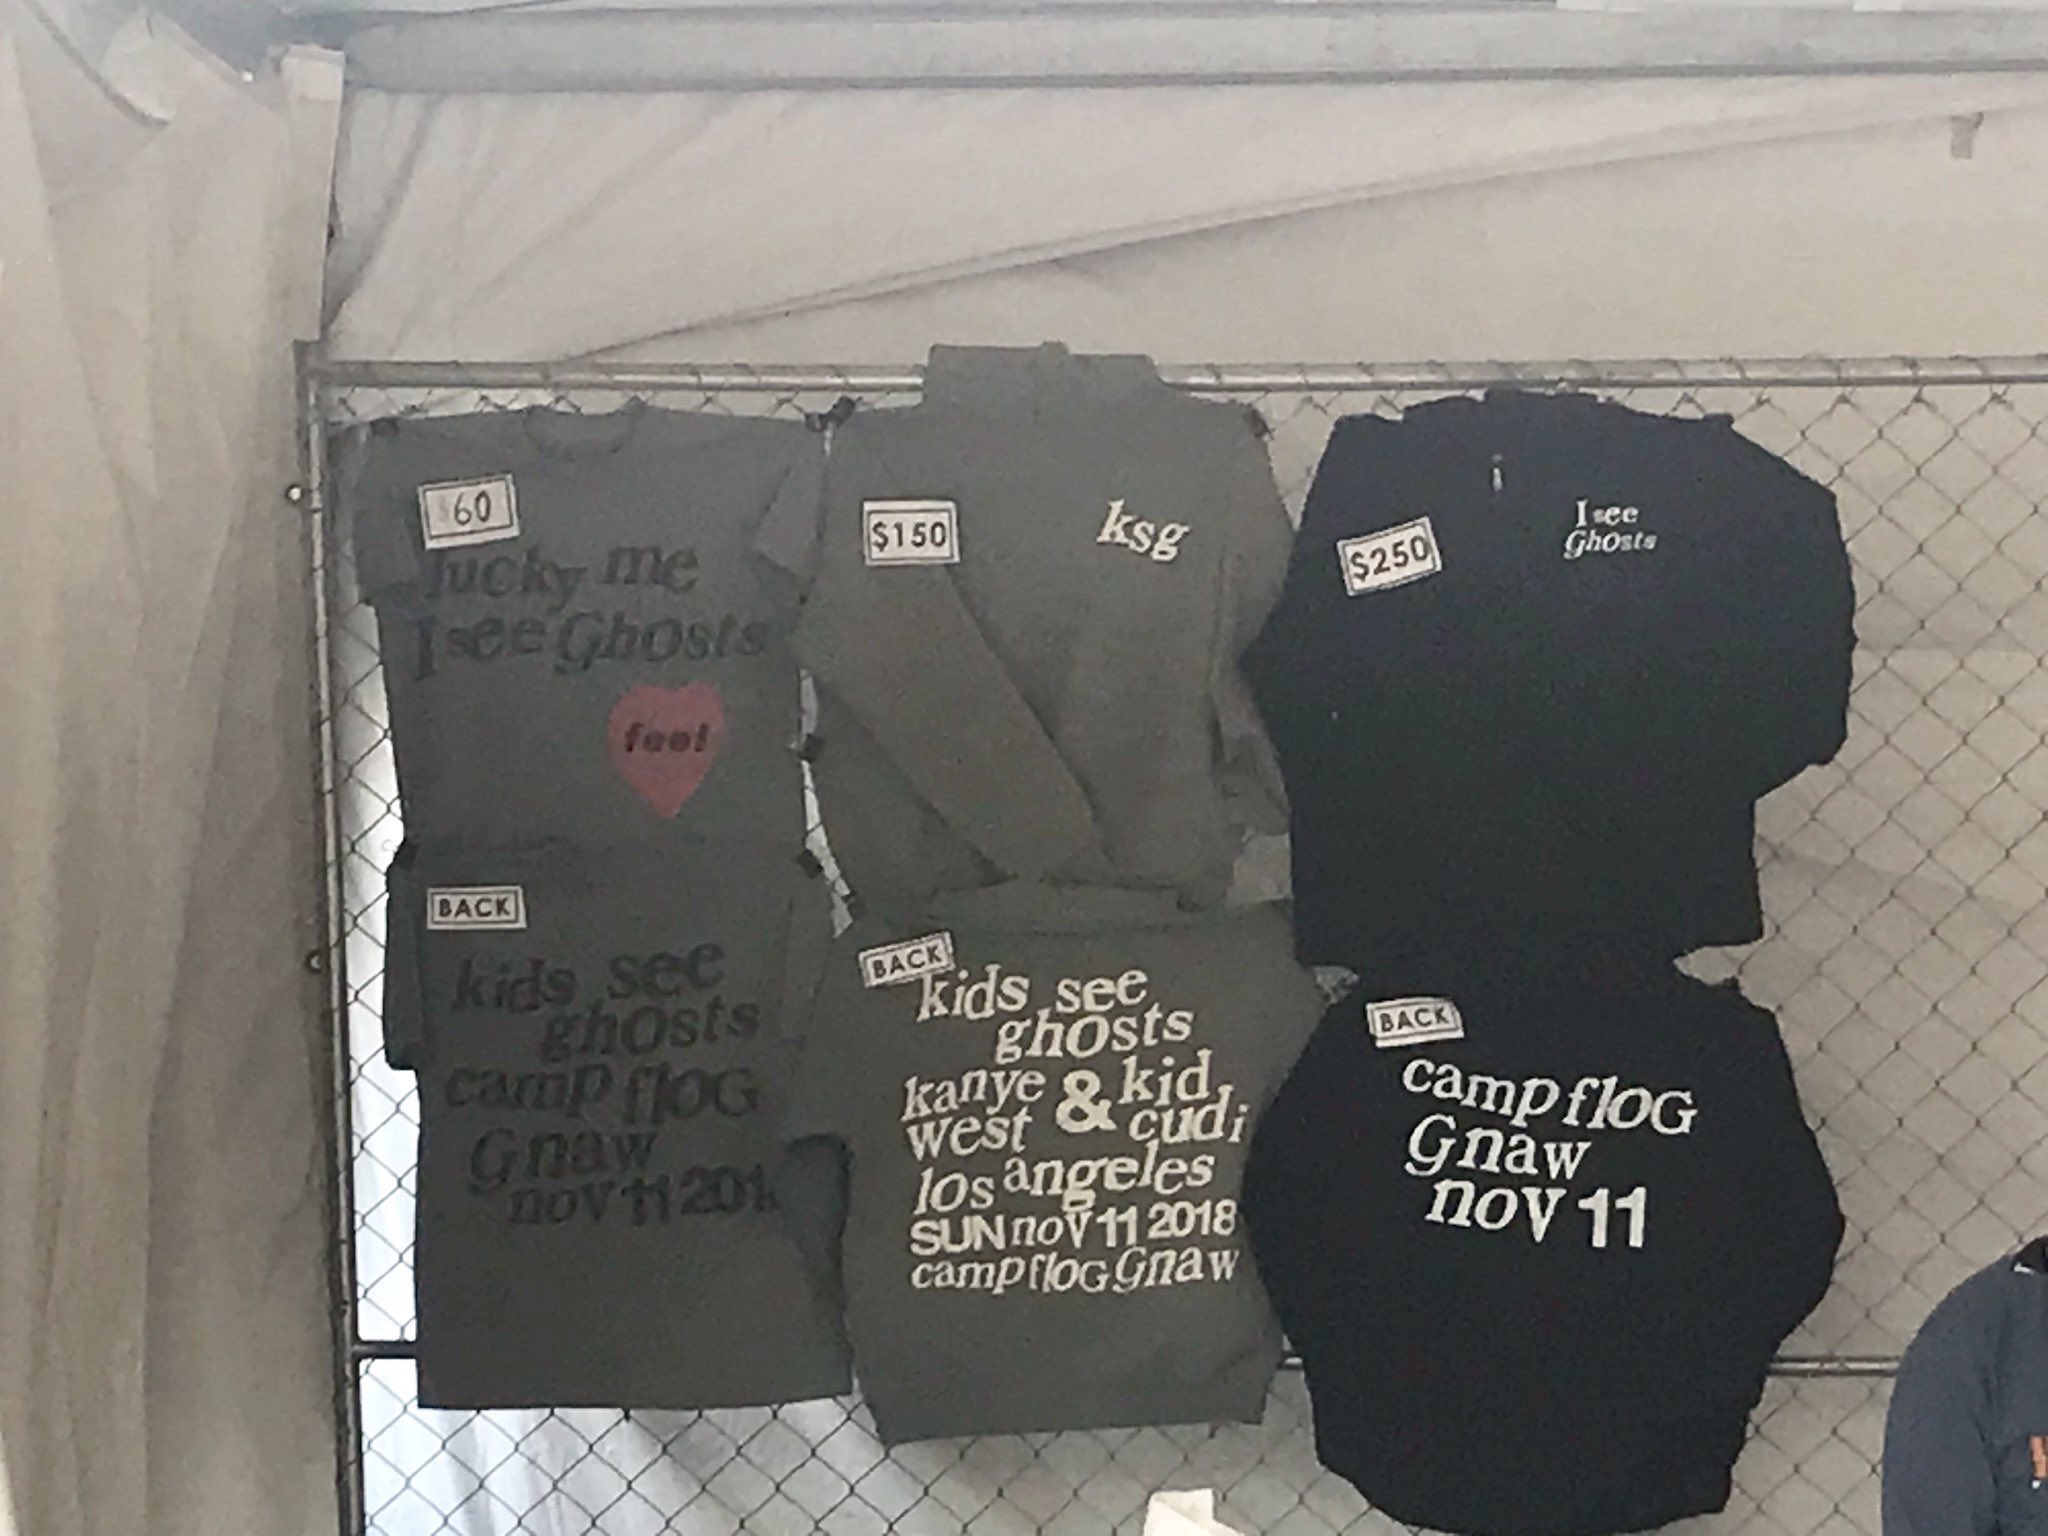 $60
lucky me
I see Ghosts
feel
BACK
kids see
ghosts
camp flOG
Gnaw
nov 11 201
$150
ksg
BACK
kids see
ghosts
kanye & kid
west cudi
los angeles
SUN nov 11 2018
camp flOG Gnaw
$250
I see
Ghosts
BACK
camp flOG
Gnaw
nov 11